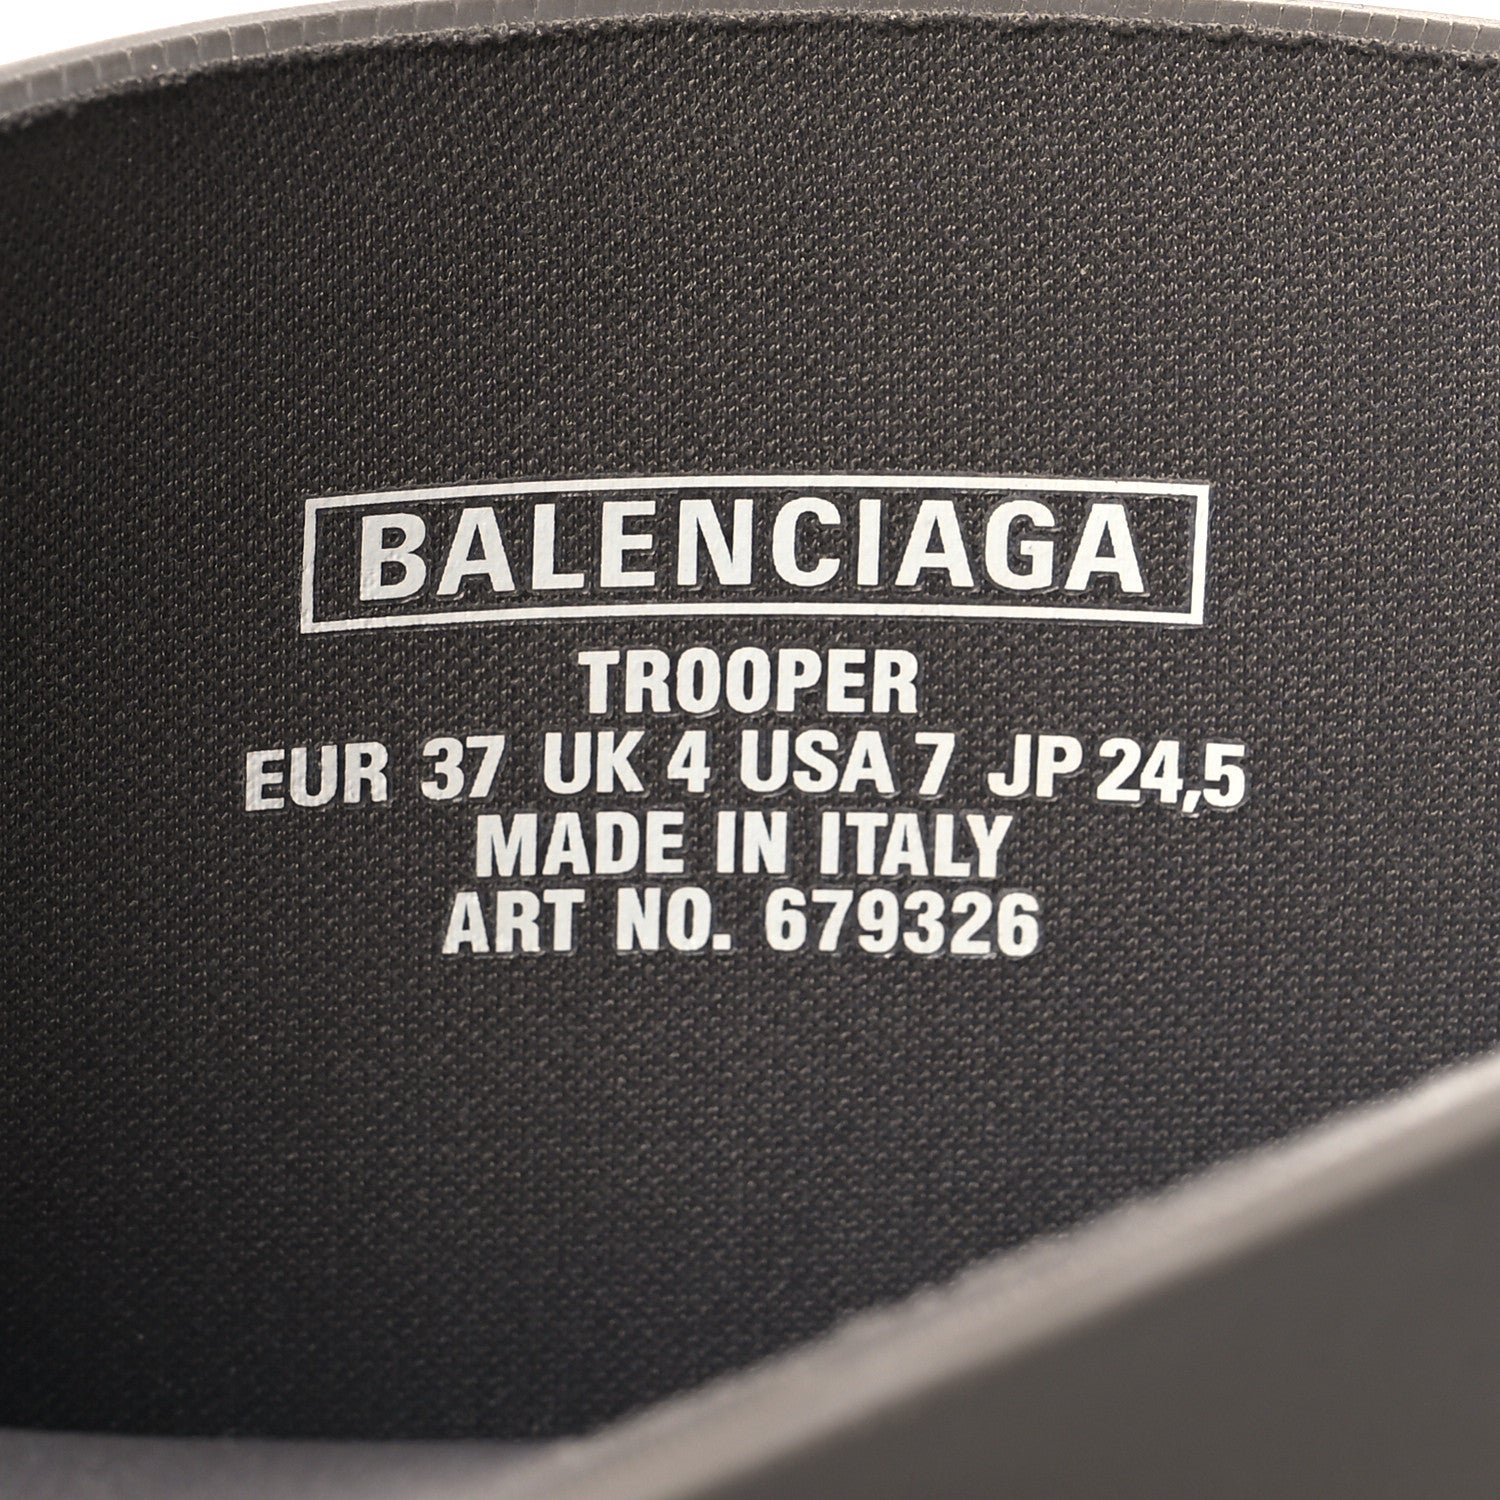 BALENCIAGA
TROOPER
EUR 37 UK 4 USA 7 JP 24,5
MADE IN ITALY
ART NO. 679326